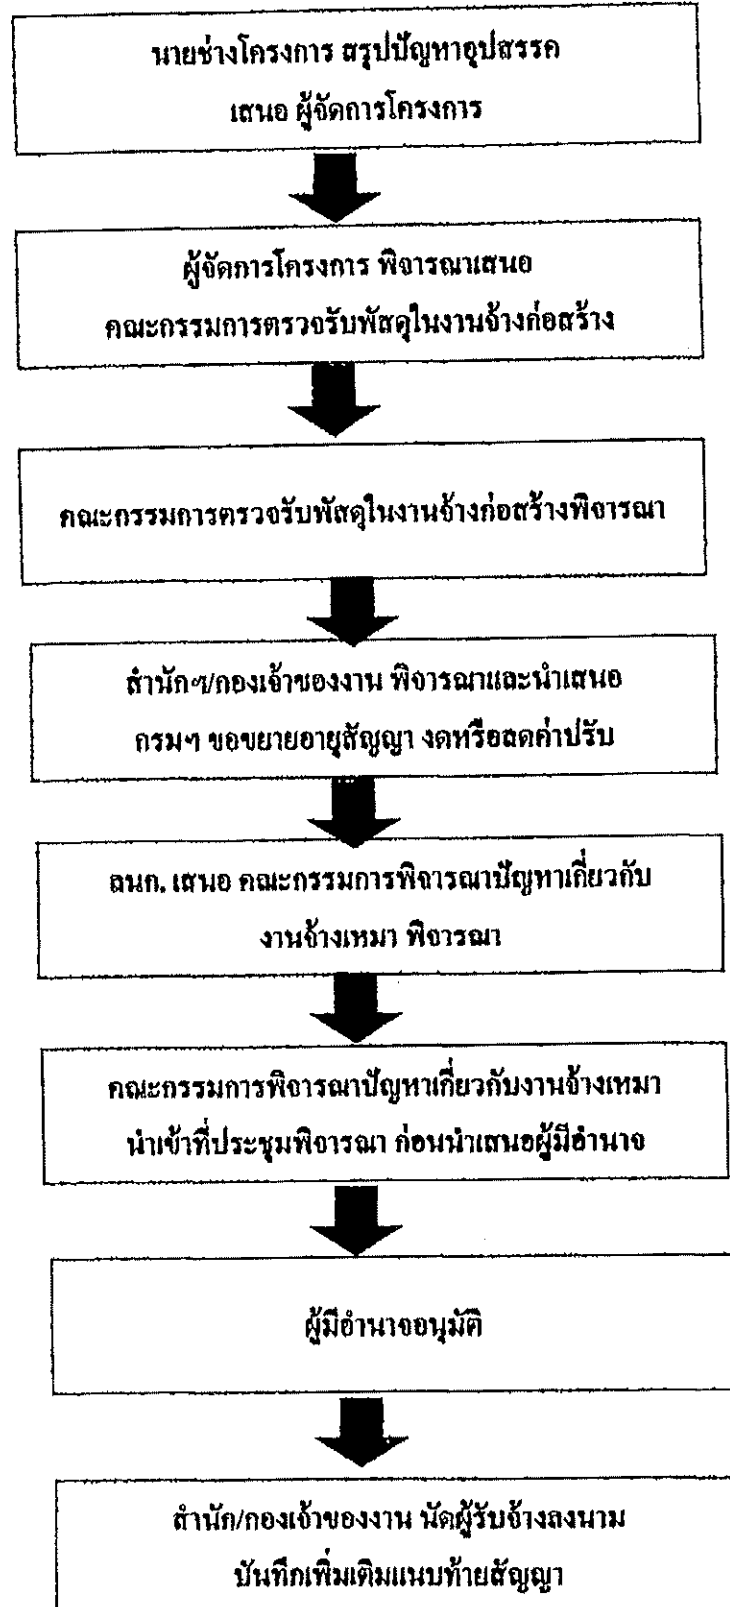 นายช่างโครงการ สรุปปัญหาอุปสรรค
เสนอ ผู้จัดการโครงการ
ผู้จัดการโครงการ พิจารณาเสนอ
คณะกรรมการตรวจรับพัสดุในงานจ้างก่อสร้าง
คณะกรรมการตรวจรับพัสดุในงานจ้างก่อสร้างพิจารณา
สำนักฯ/กองเจ้าของงาน พิจารณาและนำเสนอ
กรมฯ ขอขยายอายุสัญญา งดหรือลดค่าปรับ
ลนก. เสนอ คณะกรรมการพิจารณาปัญหาเกี่ยวกับ
งานจ้างเหมา พิจารณา
คณะกรรมการพิจารณาปัญหาเกี่ยวกับงานจ้างเหมา
นำเข้าที่ประชุมพิจารณา ก่อนนำเสนอผู้มีอำนาจ
ผู้มีอำนาจอนุมัติ
สำนัก/กองเจ้าของงาน นัดผู้รับจ้างลงนาม
บันทึกเพิ่มเติมแนบท้ายสัญญา